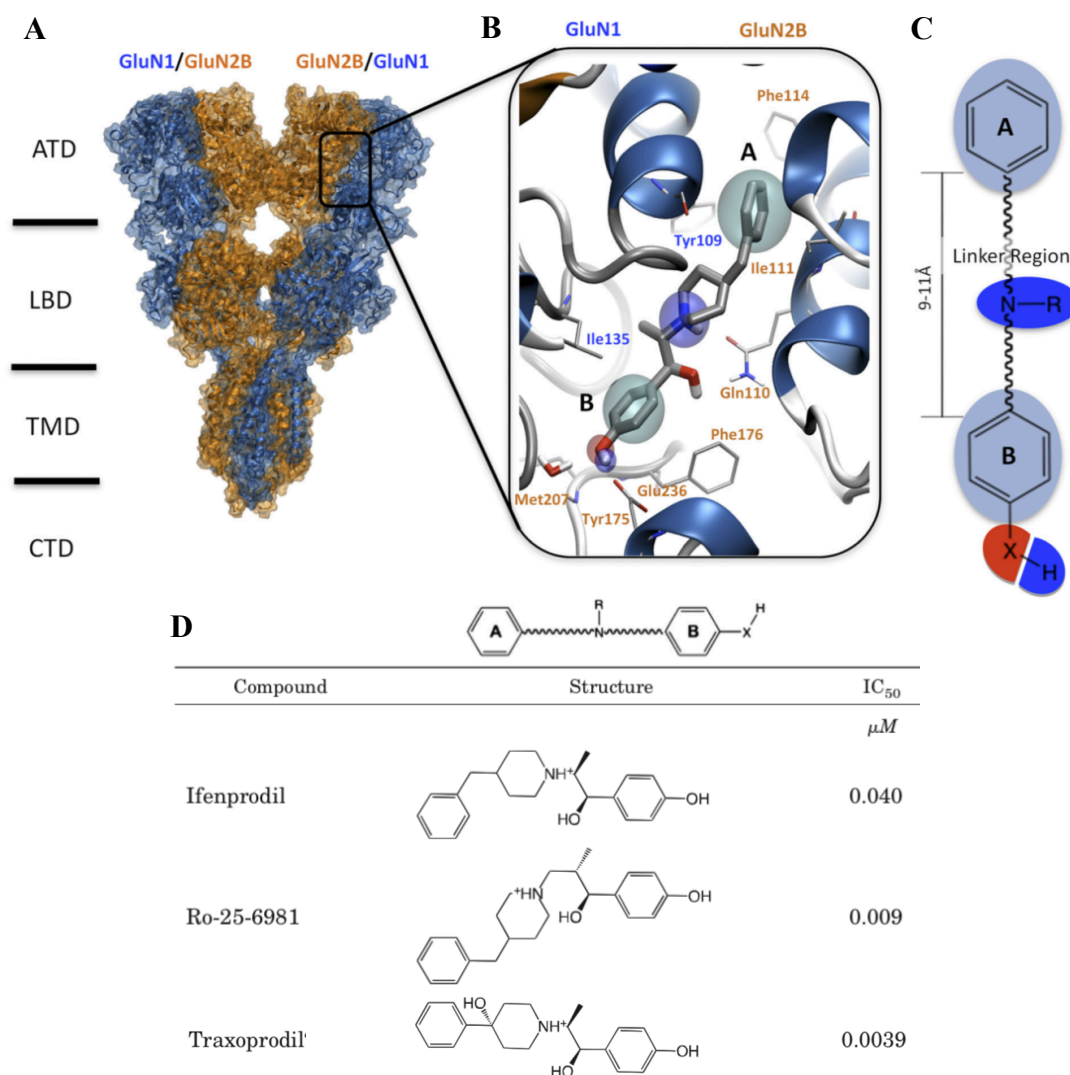 A
GluN1/GluN2B
GluN2B/GluN1
ATD
LBD
TMD
CTD
B
GluN1
GluN2B
Phe114
A
Tyr109
Ile111
Ile135
Gln110
B
Phe176
Met207
Glu236
Tyr175
C
A
9-11Å
Linker Region
N—R
B
X
H
D
A
R
N
B
X
H
Compound Structure IC50
μM
Ifenprodil
NH+
HO
OH
0.040
Ro-25-6981
+HN
HO
OH
0.009
Traxoprodil
HO
NH+
HO
OH
0.0039